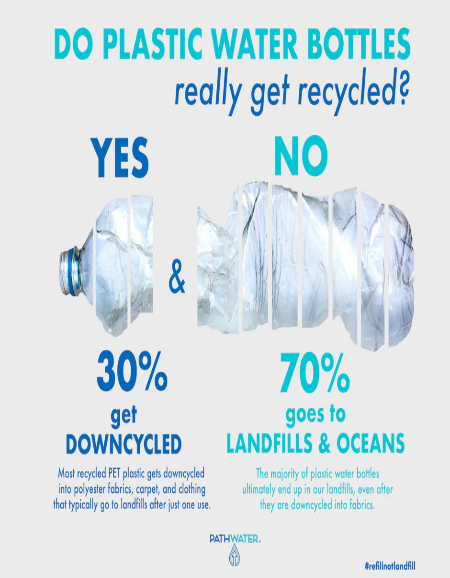 DO PLASTIC WATER BOTTLES
really get recycled?
YES
NO
&
30%
get
DOWNCYCLED
Most recycled PET plastic gets downcycled
into polyester fabrics, carpet, and clothing
that typically go to landfills after just one use.
70%
goes to
LANDFILLS & OCEANS
The majority of plastic water bottles
ultimately end up in our landfills, even after
they are downcycled into fabrics.
PATHWATER
#refillnotlandfill